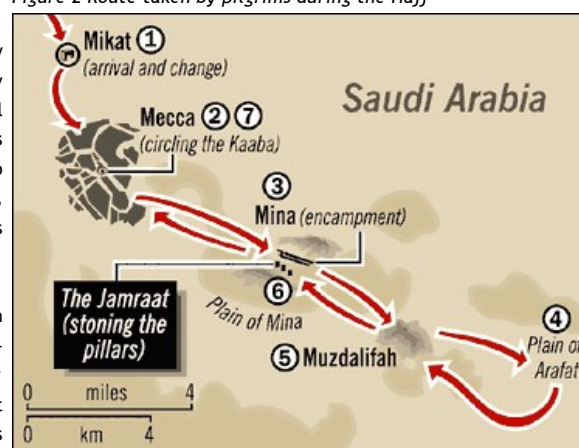 Figure 2 Route taken by pilgrims during the Hajj
Mikat 1
(arrival and change)
Saudi Arabia
Mecca 2 7
(circling the Kaaba)
3
Mina (encampment)
The Jamraat
(stoning the
pillars)
6
Plain of Mina
4
Plain of
Arafat
5 Muzdalifah
0 miles 4
0 km 4